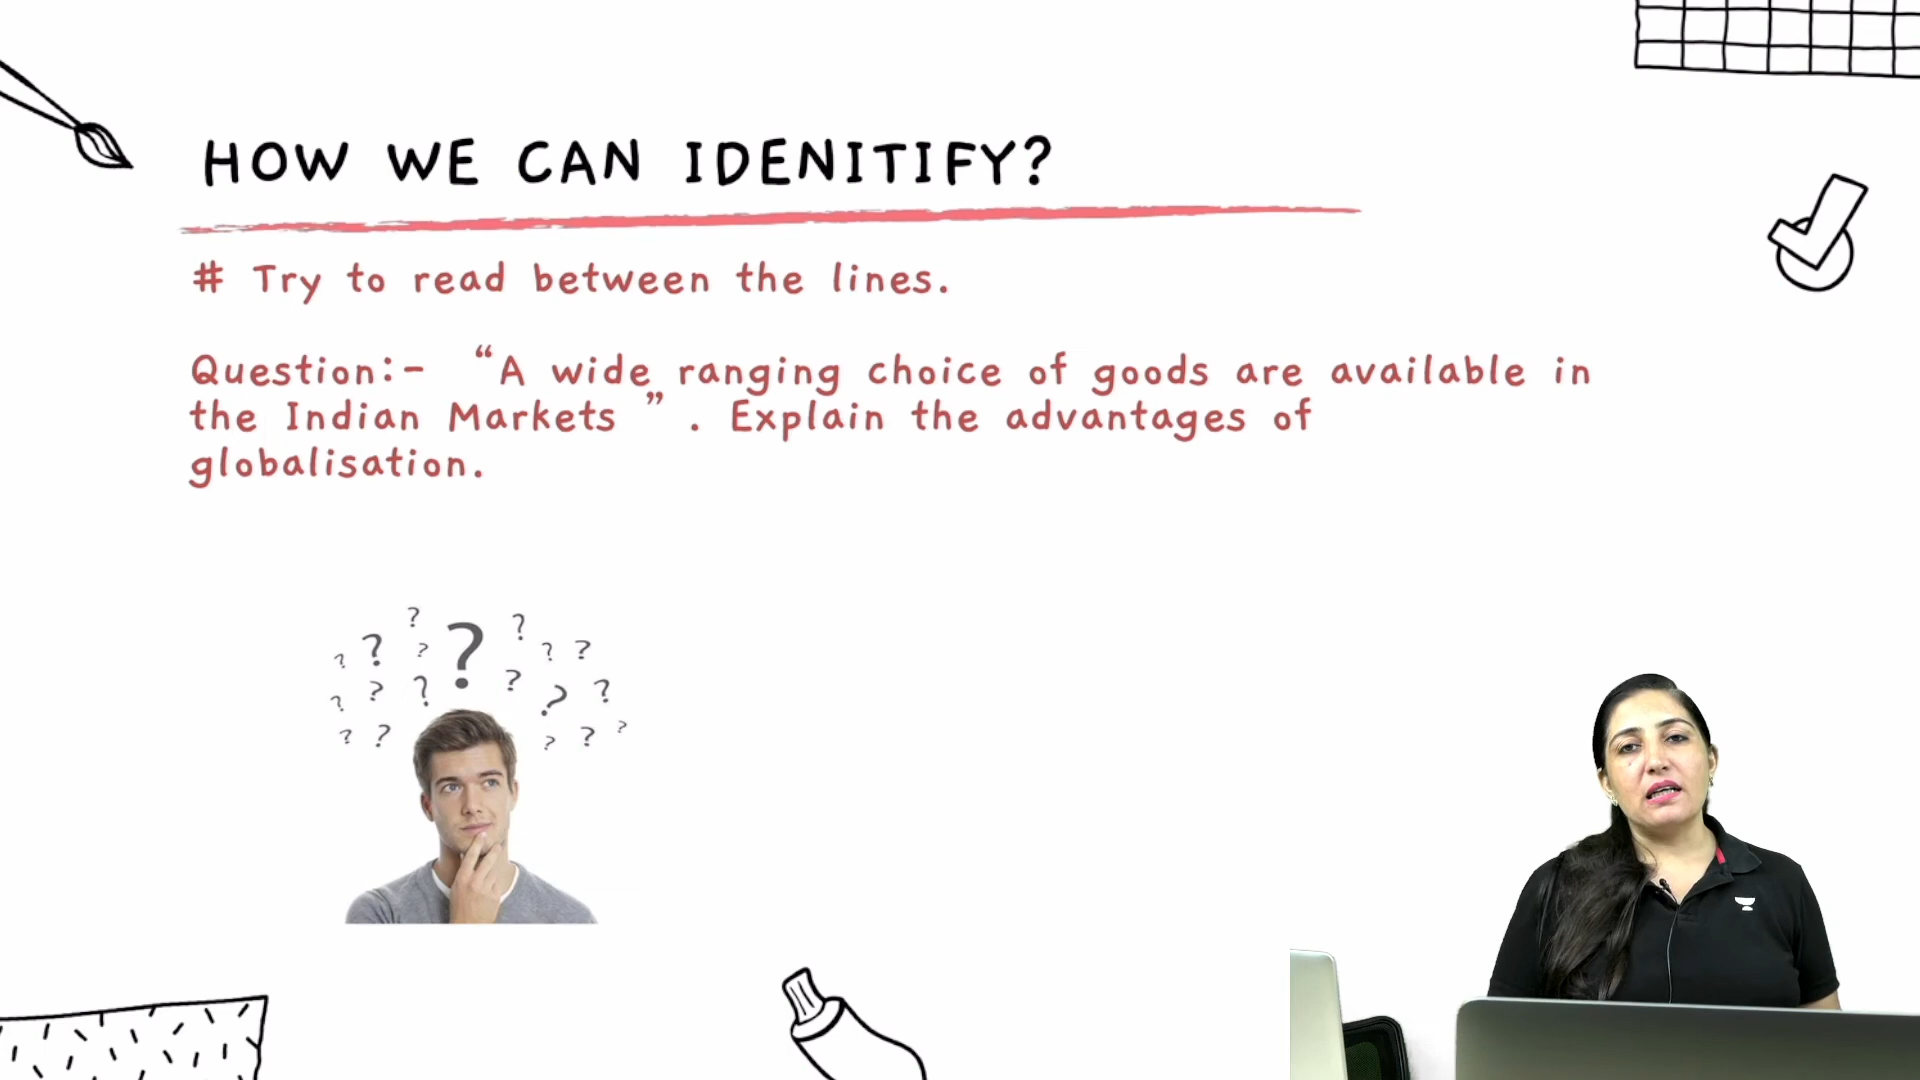 HOW WE CAN IDENITIFY?
# Try to read between the lines.
Question:- “A wide ranging choice of goods are available in
the Indian Markets ” . Explain the advantages of
globalisation.